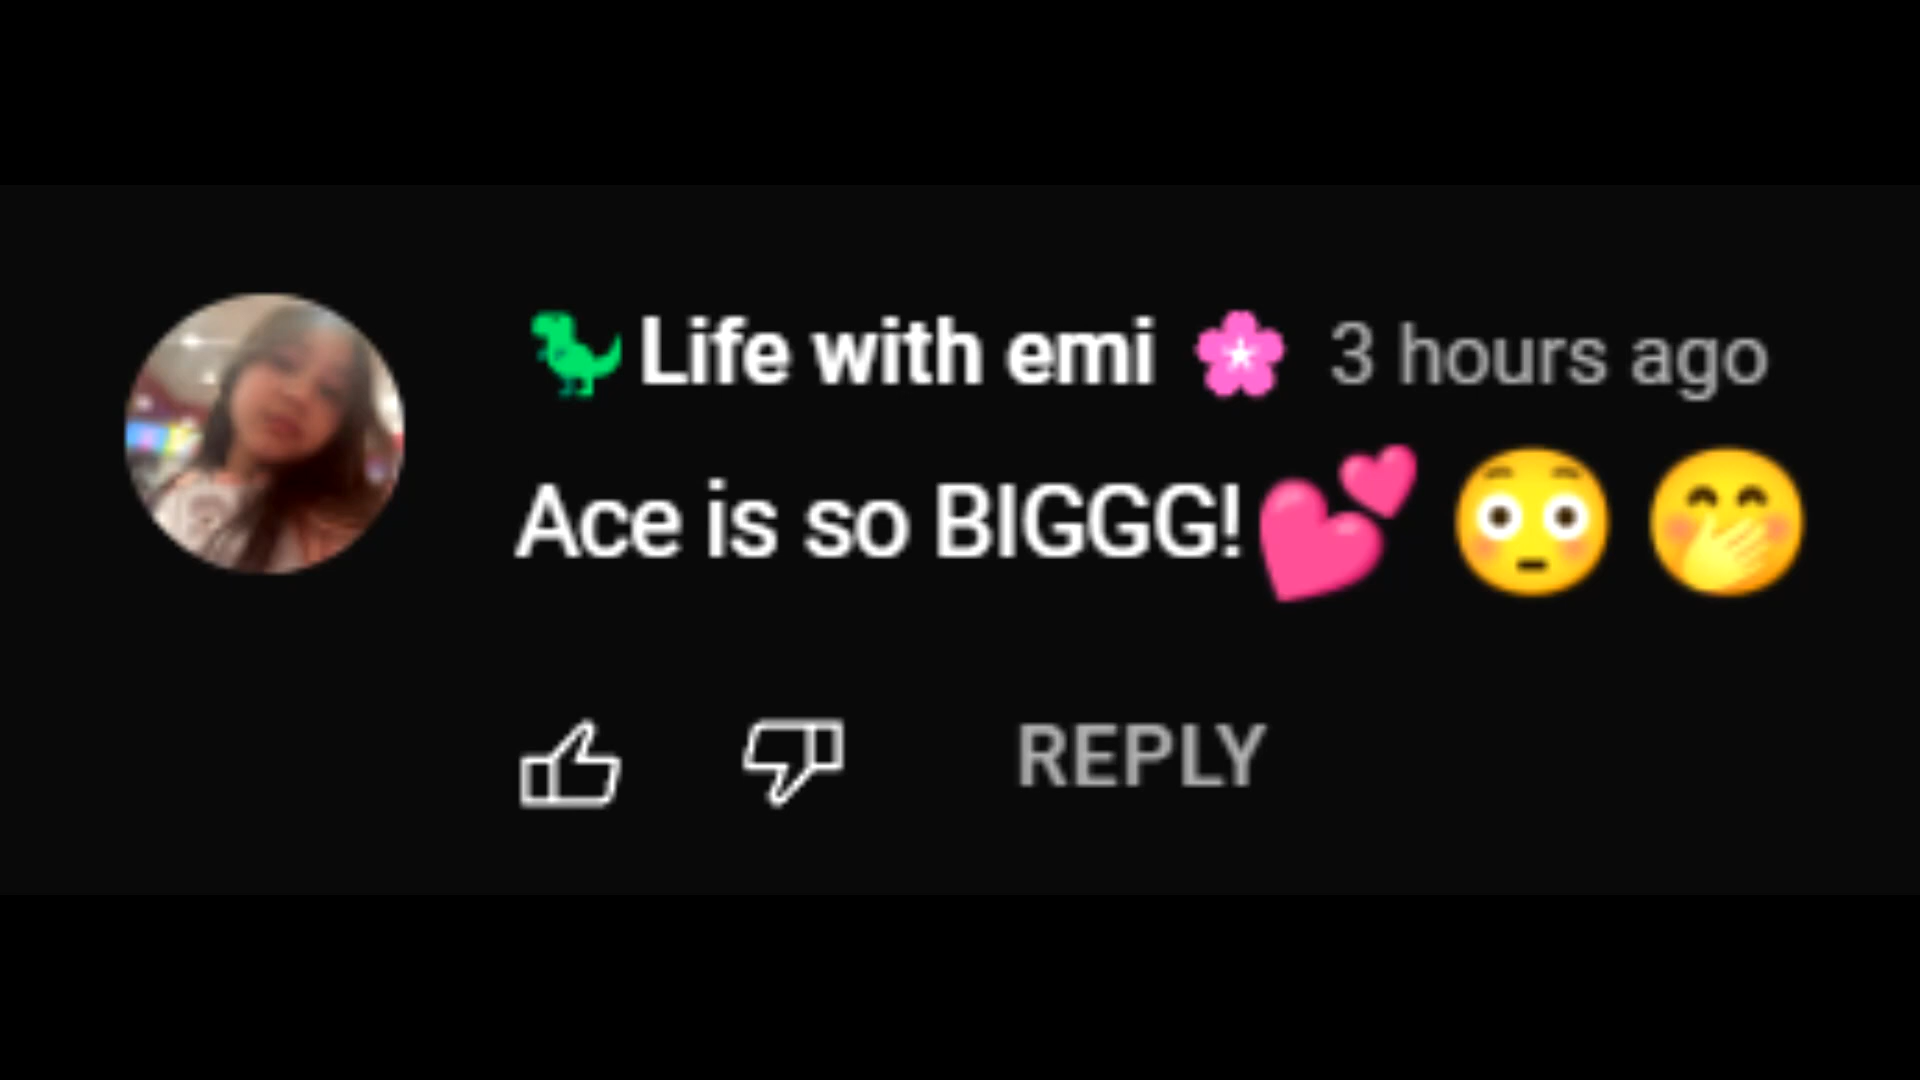 🦖Life with emi 🌸 3 hours ago
Ace is so BIGGG!💕😳🤭
REPLY